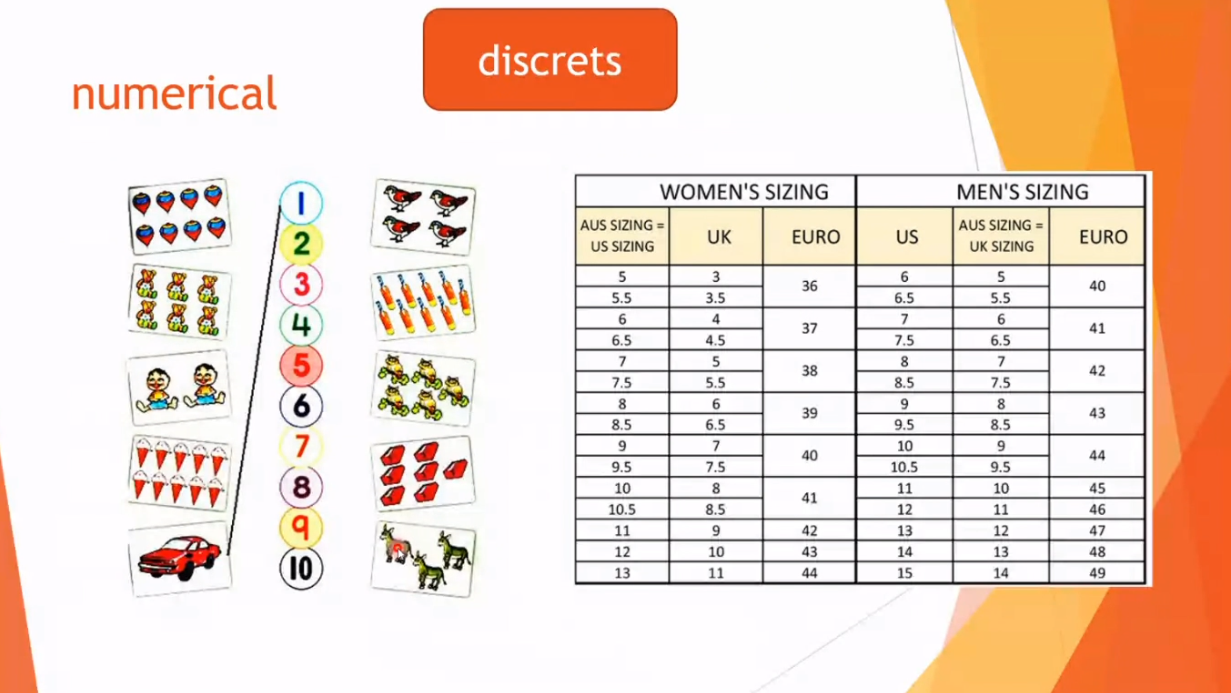 discrets
numerical
1
2
3
4
5
6
7
8
9
10
WOMEN'S SIZING MEN'S SIZING
AUS SIZING = US SIZING UK EURO US AUS SIZING = UK SIZING EURO
5 3 36 6 5 40
5.5 3.5 6.5 5.5
6 4 37 7 6 41
6.5 4.5 7.5 6.5
7 5 38 8 7 42
7.5 5.5 8.5 7.5
8 6 39 9 8 43
8.5 6.5 9.5 8.5
9 7 40 10 9 44
9.5 7.5 10.5 9.5
10 8 41 11 10 45
10.5 8.5 12 11 46
11 9 42 13 12 47
12 10 43 14 13 48
13 11 44 15 14 49